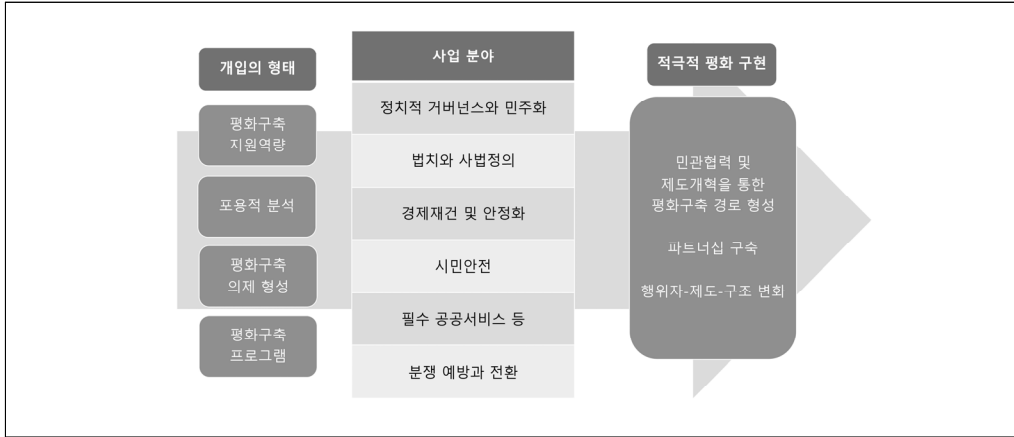 개입의 형태
평화구축
지원역량
포용적 분석
평화구축
의제 형성
평화구축
프로그램
사업 분야
정치적 거버넌스와 민주화
법치와 사법정의
경제재건 및 안정화
시민안전
필수 공공서비스 등
분쟁 예방과 전환
적극적 평화 구현
민관협력 및
제도개혁을 통한
평화구축 경로 형성
파트너십 구숙
행위자-제도-구조 변회